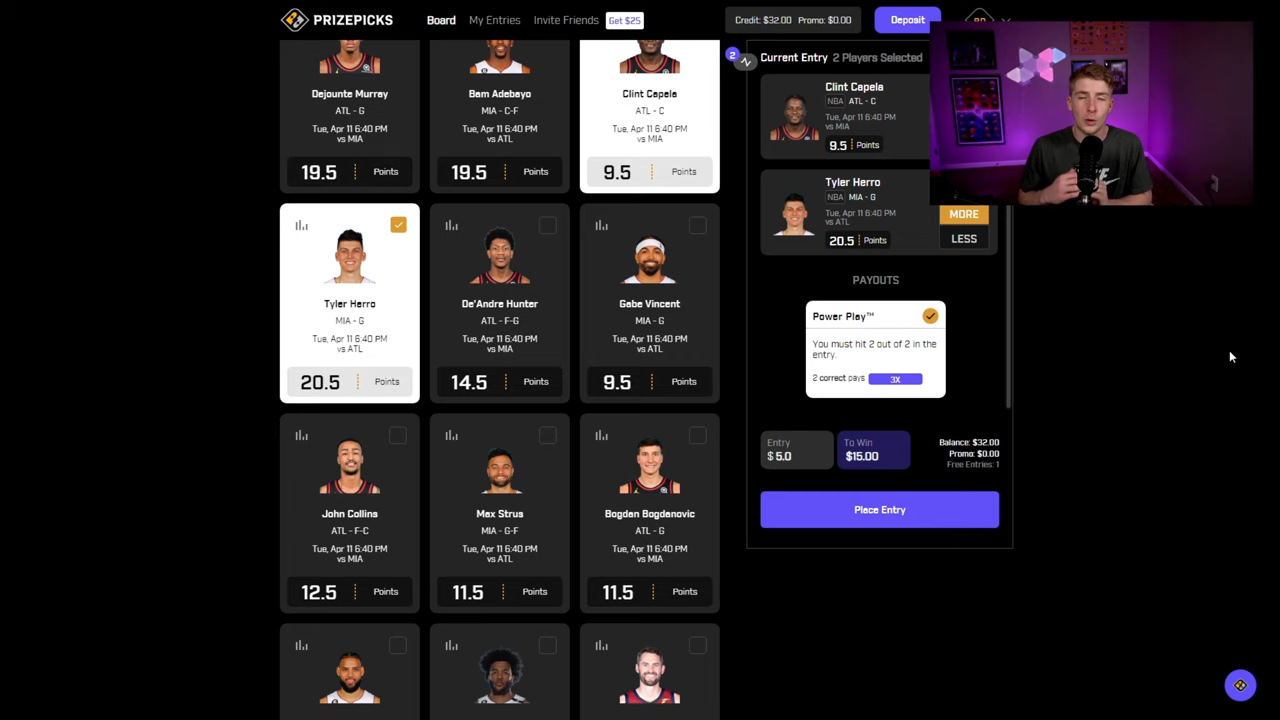 PRIZEPICKS
Board
My Entries
Invite Friends
Get $25
Credit: $32.00 Promo: $0.00
Deposit
Dejounte Murray
ATL - G
Tue, Apr 11 6:40 PM
vs MIA
19.5
Points
Bam Adebayo
MIA - C-F
Tue, Apr 11 6:40 PM
vs ATL
19.5
Points
Clint Capela
ATL - C
Tue, Apr 11 6:40 PM
vs MIA
9.5
Points
Tyler Herro
MIA - G
Tue, Apr 11 6:40 PM
vs ATL
20.5
Points
De'Andre Hunter
ATL - F-G
Tue, Apr 11 6:40 PM
vs MIA
14.5
Points
Gabe Vincent
MIA - G
Tue, Apr 11 6:40 PM
vs ATL
9.5
Points
John Collins
ATL - F-C
Tue, Apr 11 6:40 PM
vs MIA
12.5
Points
Max Strus
MIA - G-F
Tue, Apr 11 6:40 PM
vs ATL
11.5
Points
Bogdan Bogdanovic
ATL - G
Tue, Apr 11 6:40 PM
vs MIA
11.5
Points
2
Current Entry 2 Players Selected
Clint Capela
NBA ATL - C
Tue, Apr 11 6:40 PM
vs MIA
9.5 Points
Tyler Herro
NBA MIA - G
Tue, Apr 11 6:40 PM
vs ATL
20.5 Points
MORE
LESS
PAYOUTS
Power Play™
You must hit 2 out of 2 in the
entry.
2 correct pays 3X
Entry
$ 5.0
To Win
$15.00
Balance: $32.00
Promo: $0.00
Free Entries: 1
Place Entry